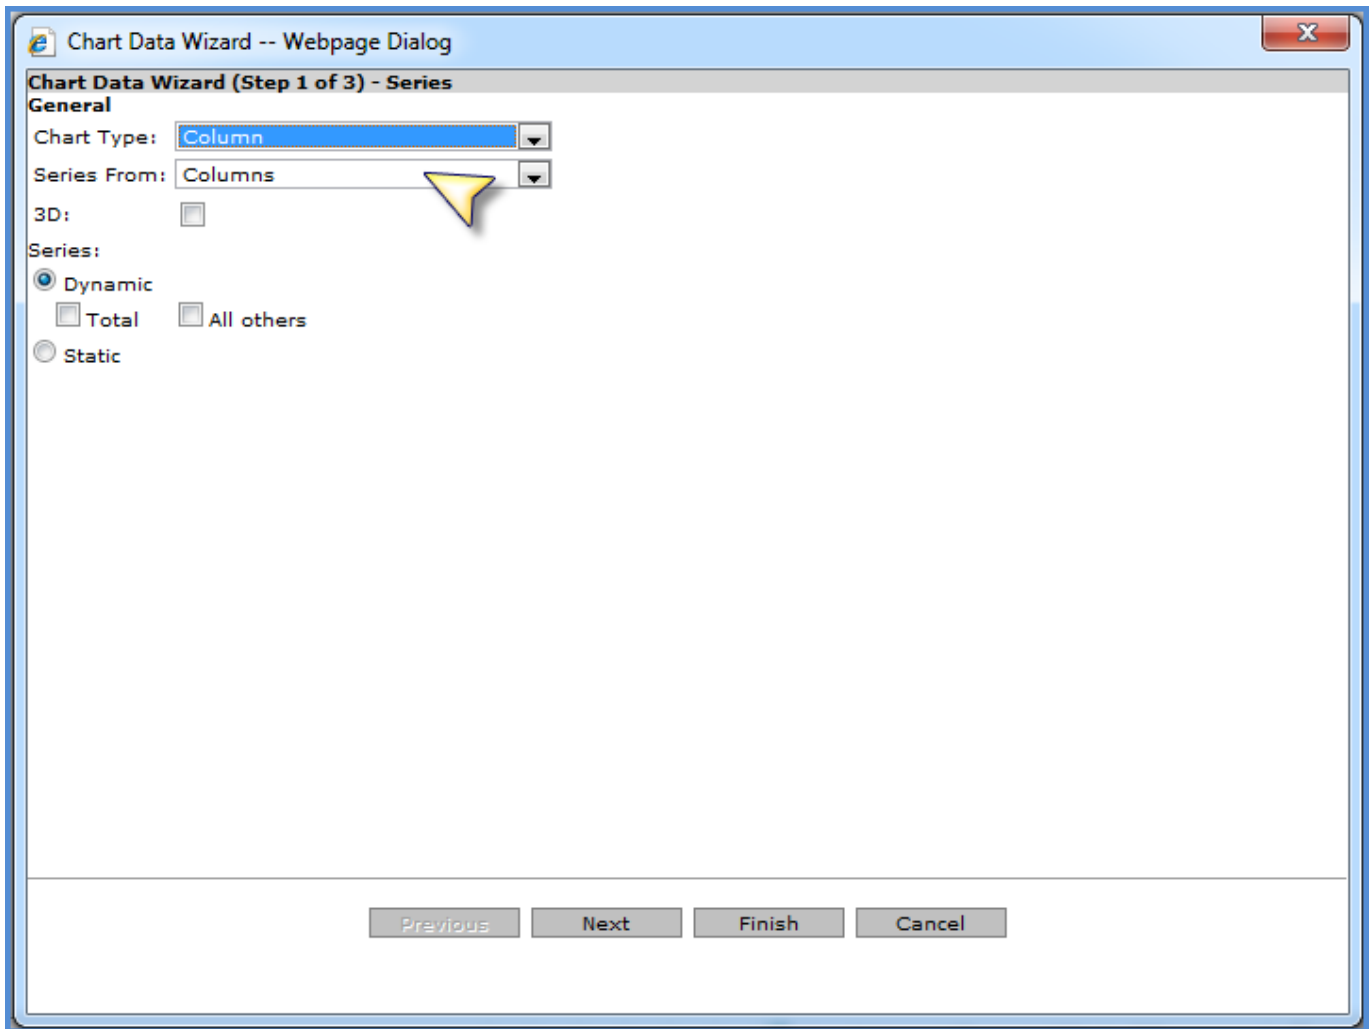 Chart Data Wizard -- Webpage Dialog
Chart Data Wizard (Step 1 of 3) - Series
General
Chart Type: Column
Series From: Columns
3D:
Series:
Dynamic
Total All others
Static
Previous Next Finish Cancel